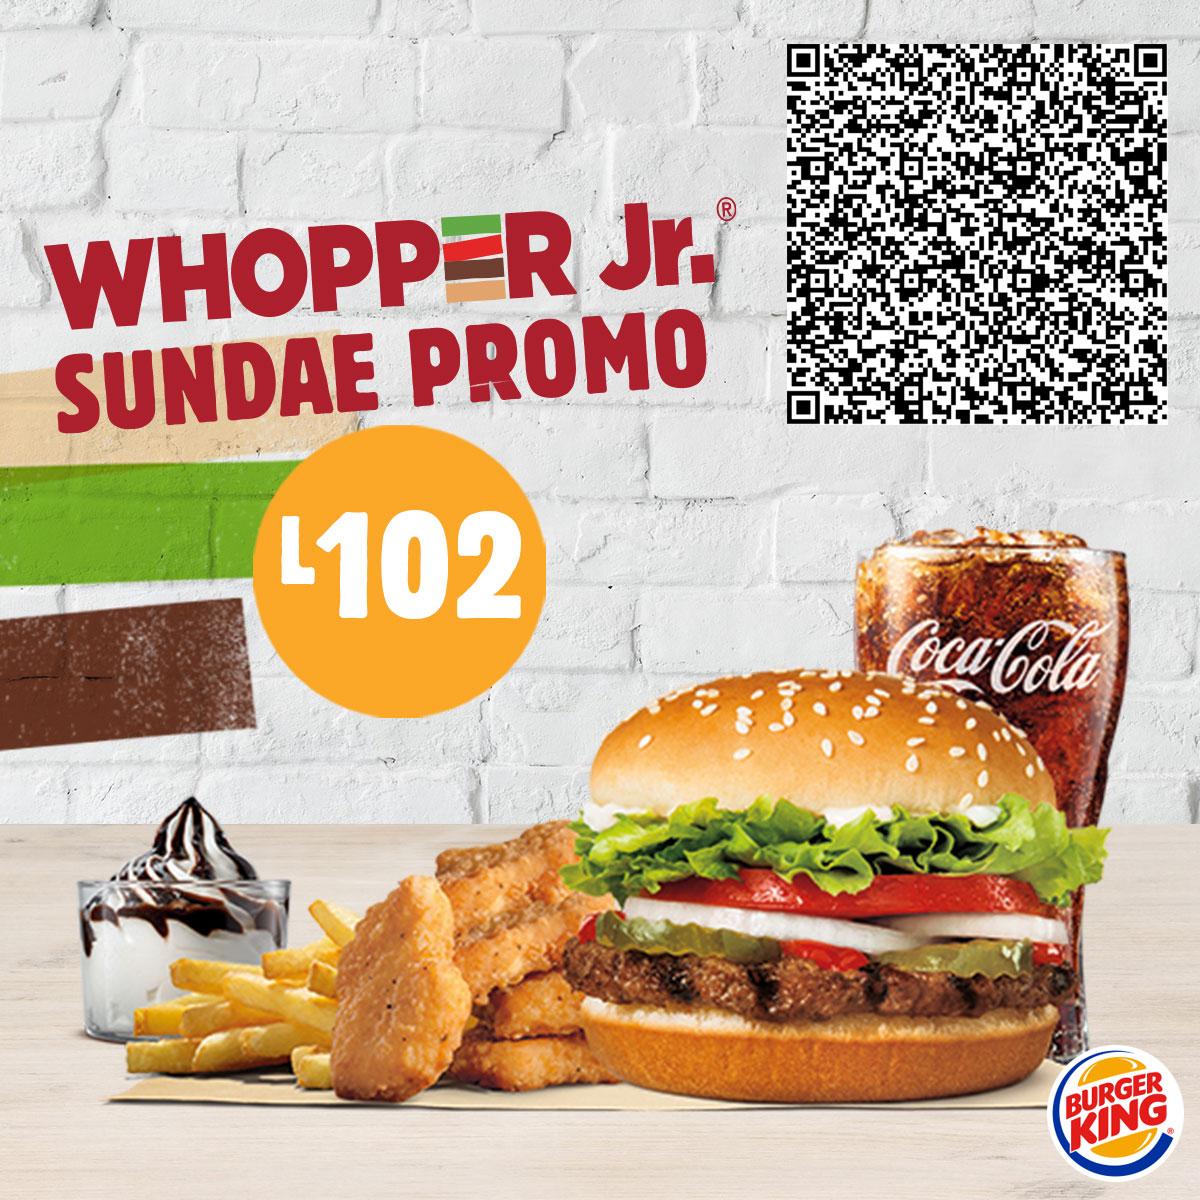 WHOPPER Jr.®
SUNDAE PROMO
L102
Coca-Cola
BURGER
KING®